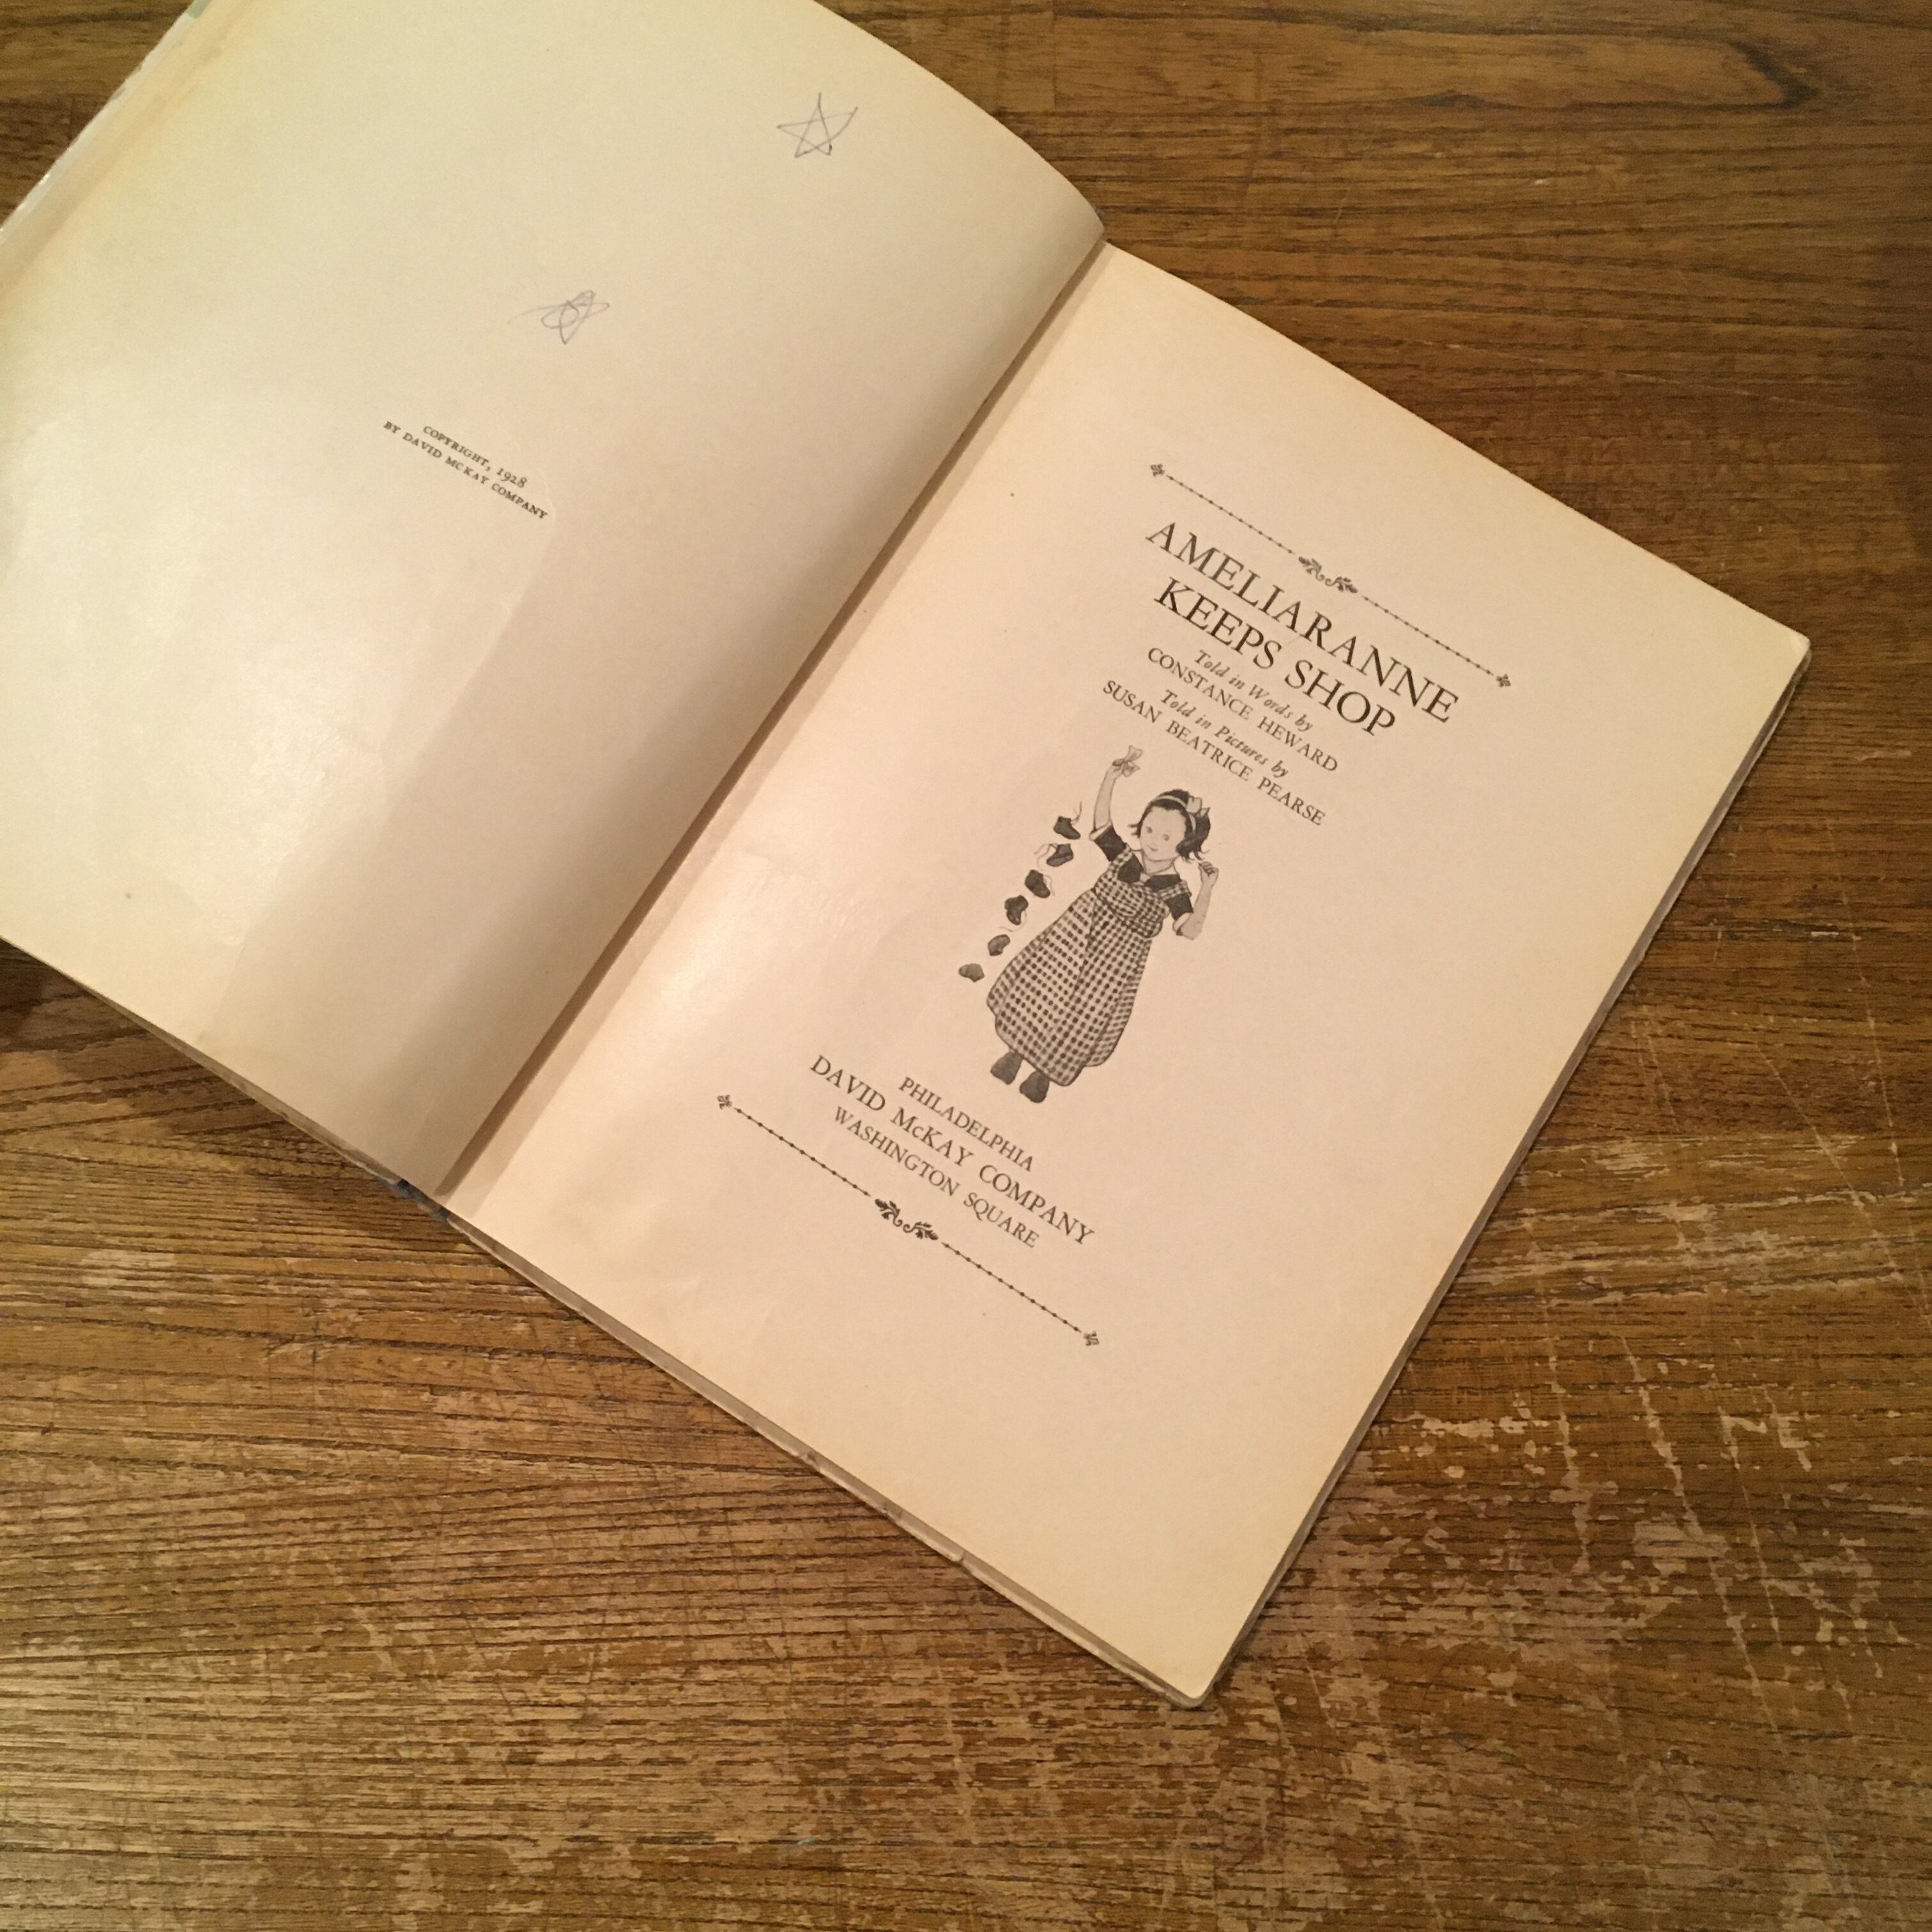 COPYRIGHT, 1928
BY DAVID MCKAY COMPANY
AMELIARANNE
KEEPS SHOP
Told in Words by
CONSTANCE HEWARD
Told in Pictures by
SUSAN BEATRICE PEARSE
PHILADELPHIA
DAVID McKAY COMPANY
WASHINGTON SQUARE